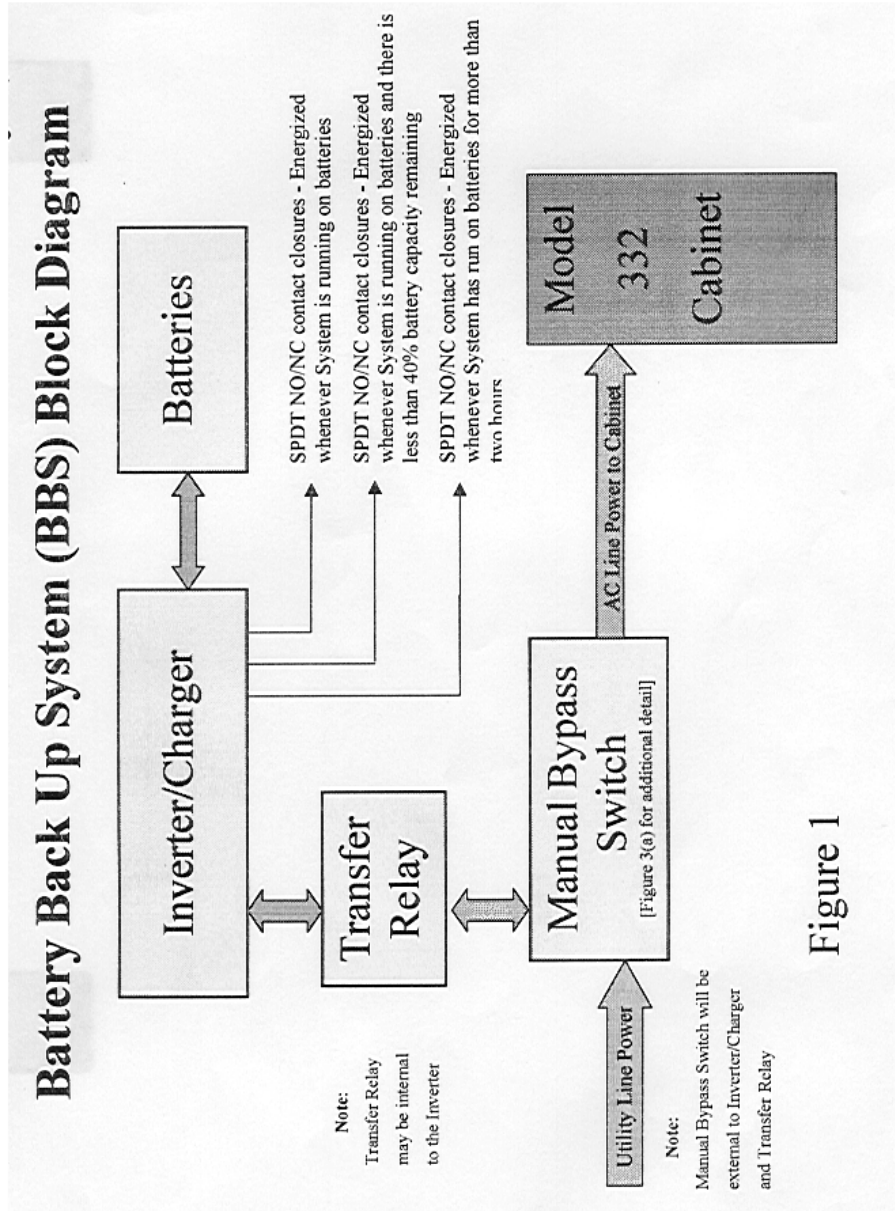 Battery Back Up System (BBS) Block Diagram
Inverter/Charger
Batteries
SPDT NO/NC contact closures - Energized
whenever System is running on batteries
SPDT NO/NC contact closures - Energized
whenever System is running on batteries and there is
less than 40% battery capacity remaining
SPDT NO/NC contact closures - Energized
whenever System has run on batteries for more than
two hours
Note:
Transfer Relay
may be internal
to the Inverter
Transfer
Relay
Utility Line Power
Manual Bypass
Switch
[Figure 3(a) for additional detail]
AC Line Power to Cabinet
Model
332
Cabinet
Note:
Manual Bypass Switch will be
external to Inverter/Charger
and Transfer Relay
Figure 1